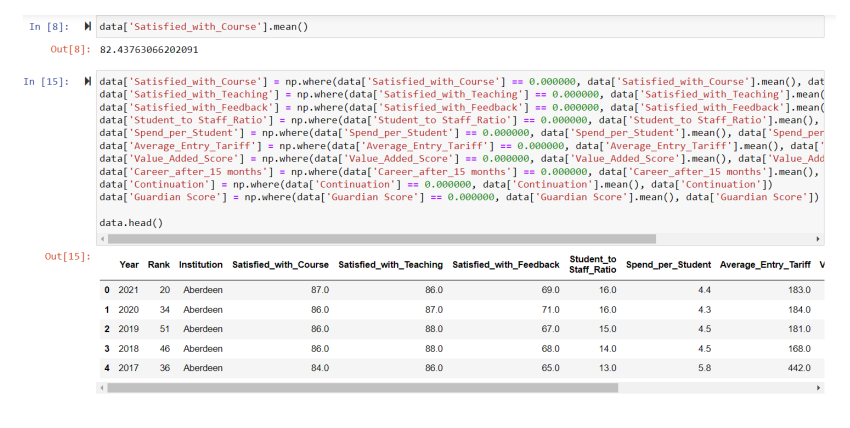 In [8]: data['Satisfied_with_Course'].mean()
Out[8]: 82.43763066202091
In [15]: data['Satisfied_with_Course'] = np.where(data['Satisfied_with_Course'] == 0.000000, data['Satisfied_with_Course'].mean(), dat
data['Satisfied_with_Teaching'] = np.where(data['Satisfied_with_Teaching'] == 0.000000, data['Satisfied_with_Teaching'].mean(
data['Satisfied_with_Feedback'] = np.where(data['Satisfied_with_Feedback'] == 0.000000, data['Satisfied_with_Feedback'].mean(
data['Student_to Staff_Ratio'] = np.where(data['Student_to Staff_Ratio'] == 0.000000, data['Student_to Staff_Ratio'].mean(),
data['Spend_per_Student'] = np.where(data['Spend_per_Student'] == 0.000000, data['Spend_per_Student'].mean(), data['Spend_per
data['Average_Entry_Tariff'] = np.where(data['Average_Entry_Tariff'] == 0.000000, data['Average_Entry_Tariff'].mean(), data['
data['Value_Added_Score'] = np.where(data['Value_Added_Score'] == 0.000000, data['Value_Added_Score'].mean(), data['Value_Add
data['Career_after_15 months'] = np.where(data['Career_after_15 months'] == 0.000000, data['Career_after_15 months'].mean(),
data['Continuation'] = np.where(data['Continuation'] == 0.000000, data['Continuation'].mean(), data['Continuation'])
data['Guardian Score'] = np.where(data['Guardian Score'] == 0.000000, data['Guardian Score'].mean(), data['Guardian Score'])
data.head()
Out[15]:
Year Rank Institution Satisfied_with_Course Satisfied_with_Teaching Satisfied_with_Feedback Student_to Staff_Ratio Spend_per_Student Average_Entry_Tariff V
0 2021 20 Aberdeen 87.0 86.0 69.0 16.0 4.4 183.0
1 2020 34 Aberdeen 86.0 87.0 71.0 16.0 4.3 184.0
2 2019 51 Aberdeen 86.0 88.0 67.0 15.0 4.5 181.0
3 2018 46 Aberdeen 86.0 88.0 68.0 14.0 4.5 168.0
4 2017 36 Aberdeen 84.0 86.0 65.0 13.0 5.8 442.0